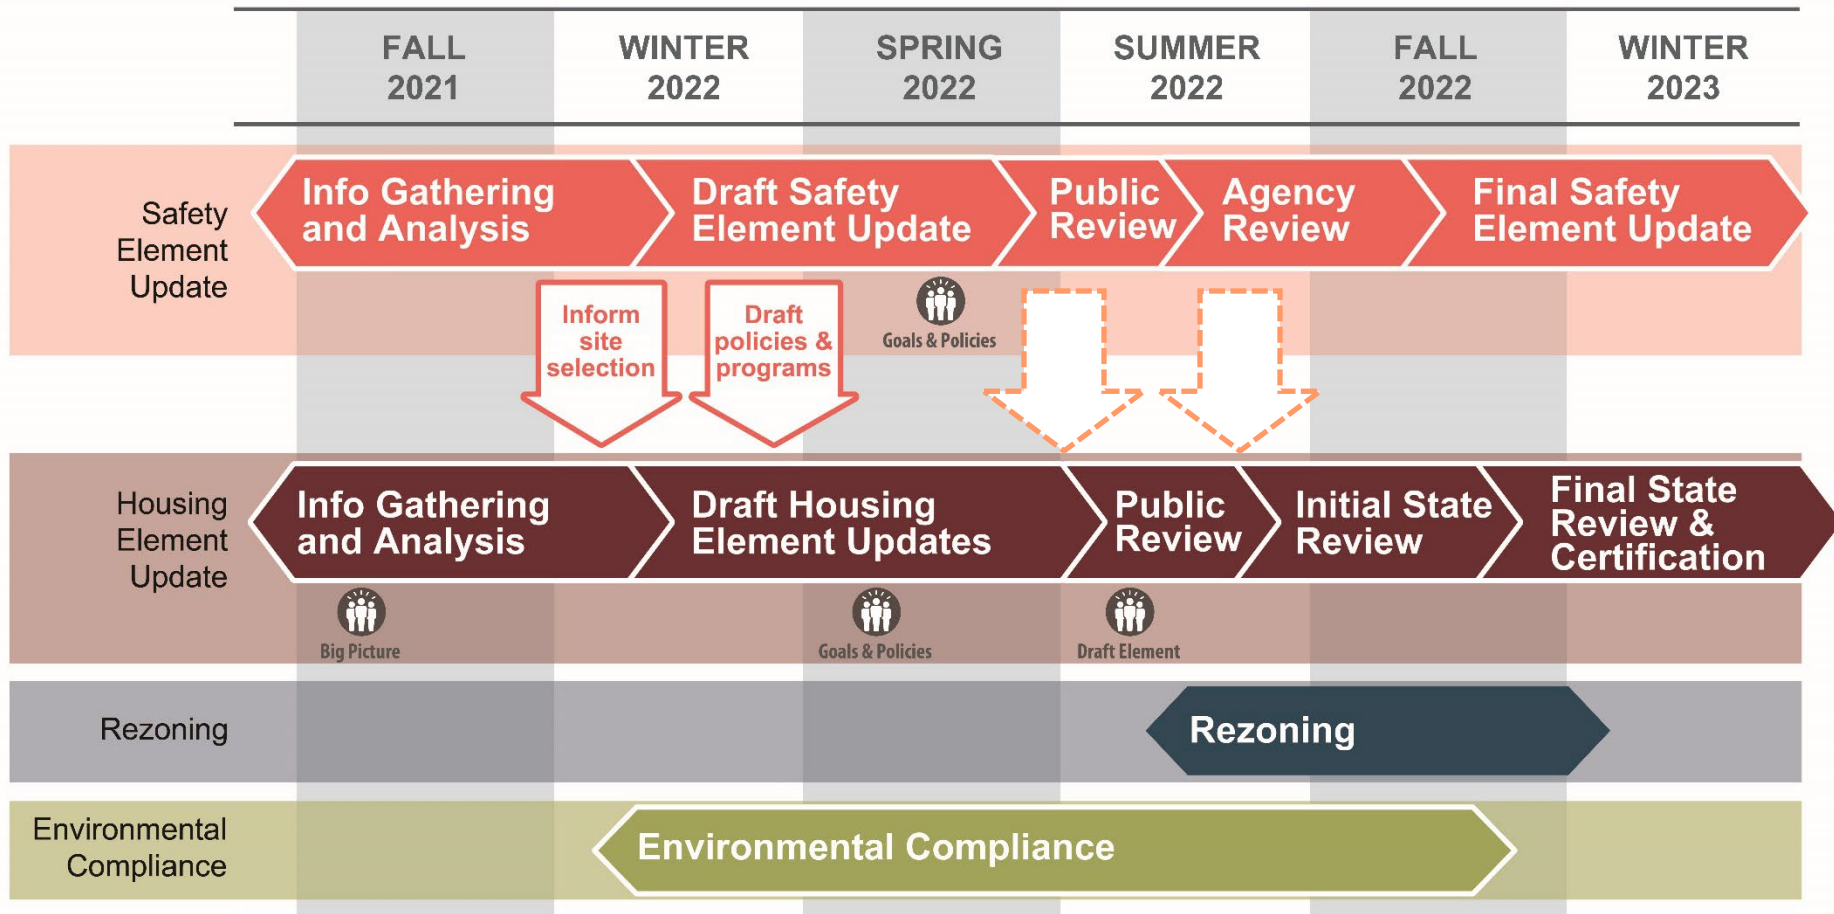 FALL
2021
WINTER
2022
SPRING
2022
SUMMER
2022
FALL
2022
WINTER
2023
Safety
Element
Update
Info Gathering
and Analysis
Draft Safety
Element Update
Public
Review
Agency
Review
Final Safety
Element Update
Inform
site
selection
Draft
policies &
programs
Goals & Policies
Housing
Element
Update
Info Gathering
and Analysis
Draft Housing
Element Updates
Public
Review
Initial State
Review
Final State
Review &
Certification
Big Picture
Goals & Policies
Draft Element
Rezoning
Rezoning
Environmental
Compliance
Environmental Compliance